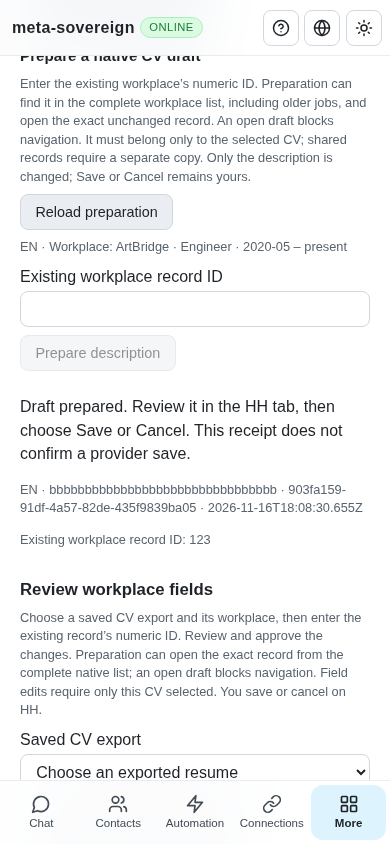 meta-sovereign ONLINE
Prepare a native CV draft
Enter the existing workplace's numeric ID. Preparation can
find it in the complete workplace list, including older jobs, and
open the exact unchanged record. An open draft blocks
navigation. It must belong only to the selected CV; shared
records require a separate copy. Only the description is
changed; Save or Cancel remains yours.
Reload preparation
EN · Workplace: ArtBridge · Engineer · 2020-05 – present
Existing workplace record ID
Prepare description
Draft prepared. Review it in the HH tab, then
choose Save or Cancel. This receipt does not
confirm a provider save.
EN · bbbbbbbbbbbbbbbbbbbbbbbbbbbbbbbb · 903fa159-
91df-4a57-82de-435f9839ba05 · 2026-11-16T18:08:30.655Z
Existing workplace record ID: 123
Review workplace fields
Choose a saved CV export and its workplace, then enter the
existing record's numeric ID. Review and approve the
changes. Preparation can open the exact record from the
complete native list; an open draft blocks navigation. Field
edits require only this CV selected. You save or cancel on
HH.
Saved CV export
Choose an exported resume
Chat Contacts Automation Connections More